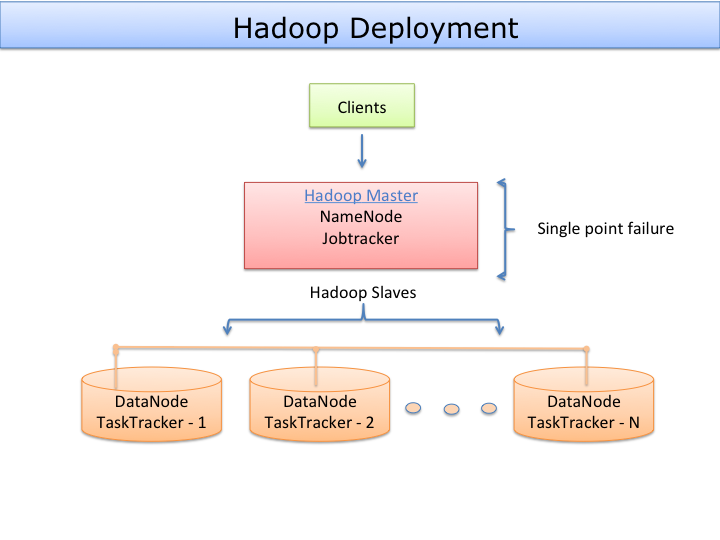 Hadoop Deployment
Clients
Hadoop Master
NameNode
Jobtracker
Single point failure
Hadoop Slaves
DataNode
TaskTracker - 1
DataNode
TaskTracker - 2
DataNode
TaskTracker - N